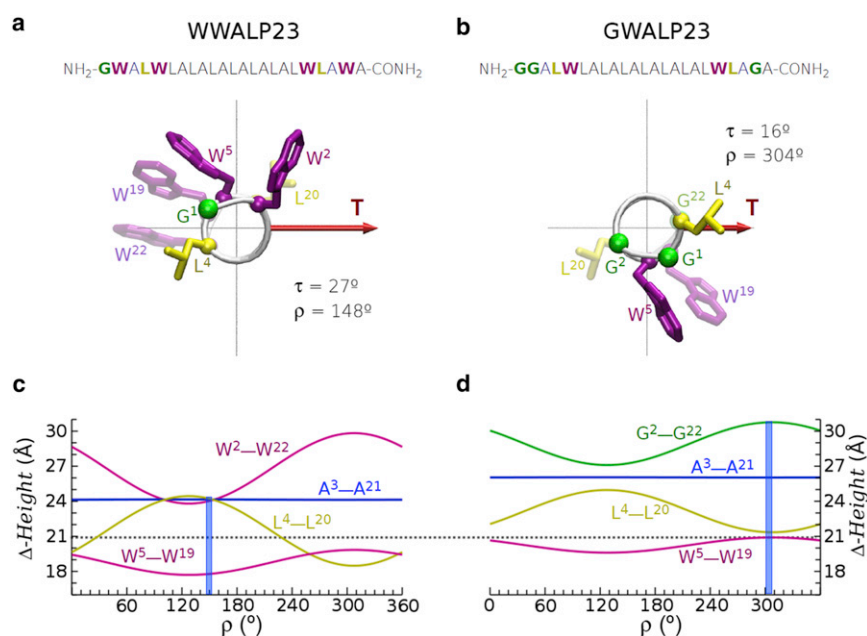 a WWALP23
NH2-GWALWLALALALALALWLAWA-CONH2
W5
W2
W19
L20
G1
T
W22
L4
τ = 27º
ρ = 148º
b GWALP23
NH2-GGALWLALALALALALWLAGA-CONH2
τ = 16º
ρ = 304º
L4
G22
T
L20
G2
G1
W19
W5
c
Δ-Height (Å)
30
27
24
21
18
W2—W22
A3—A21
L4—L20
W5—W19
60 120 180 240 300 360
ρ (º)
d
G2—G22
A3—A21
L4—L20
W5—W19
30
27
24
21
18
Δ-Height (Å)
0 60 120 180 240 300
ρ (º)